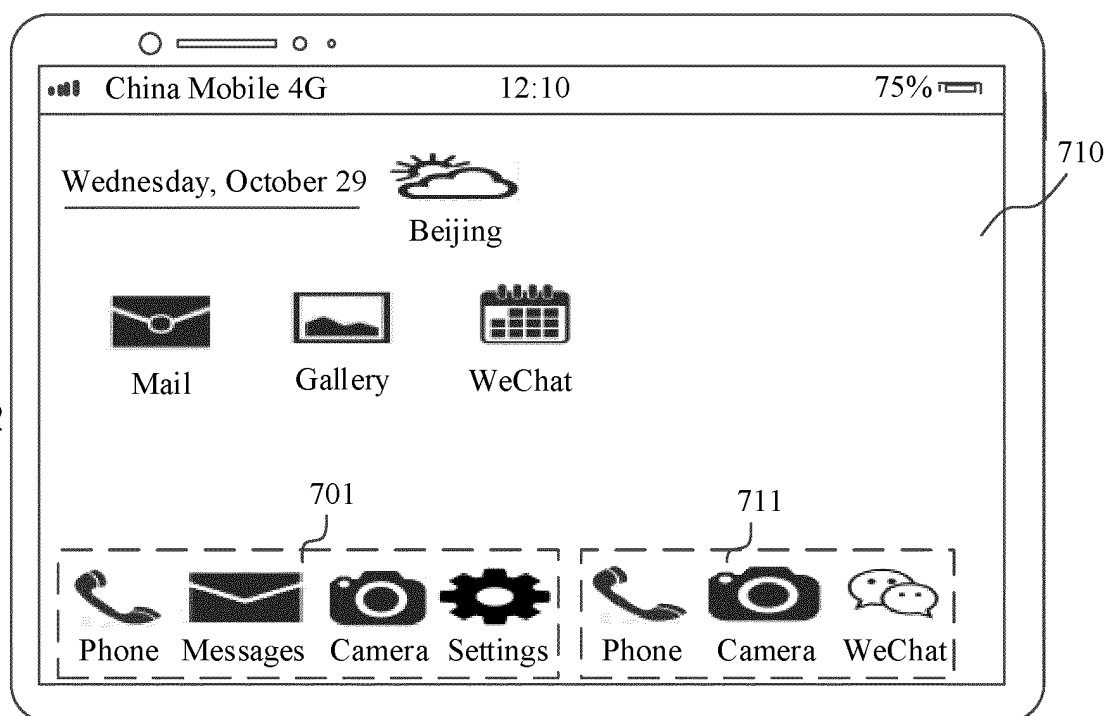 China Mobile 4G 12:10 75%
710
Wednesday, October 29
Beijing
Mail Gallery WeChat
701 711
Phone Messages Camera Settings Phone Camera WeChat